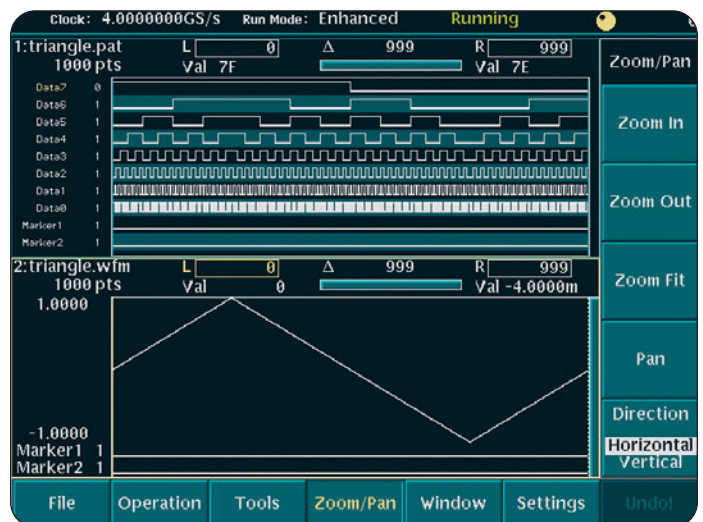 Clock: 4.0000000GS/s Run Mode: Enhanced Running
1:triangle.pat L 0 Δ 999 R 999
1000 pts Val 7F Val 7E
Data7 0
Data6 1
Data5 1
Data4 1
Data3 1
Data2 1
Data1 1
Data0 1
Marker1 1
Marker2 1
2:triangle.wfm L 0 Δ 999 R 999
1000 pts Val 0 Val -4.0000m
1.0000
-1.0000
Marker1 1
Marker2 1
Zoom/Pan
Zoom In
Zoom Out
Zoom Fit
Pan
Direction
Horizontal
Vertical
File Operation Tools Zoom/Pan Window Settings Undo!